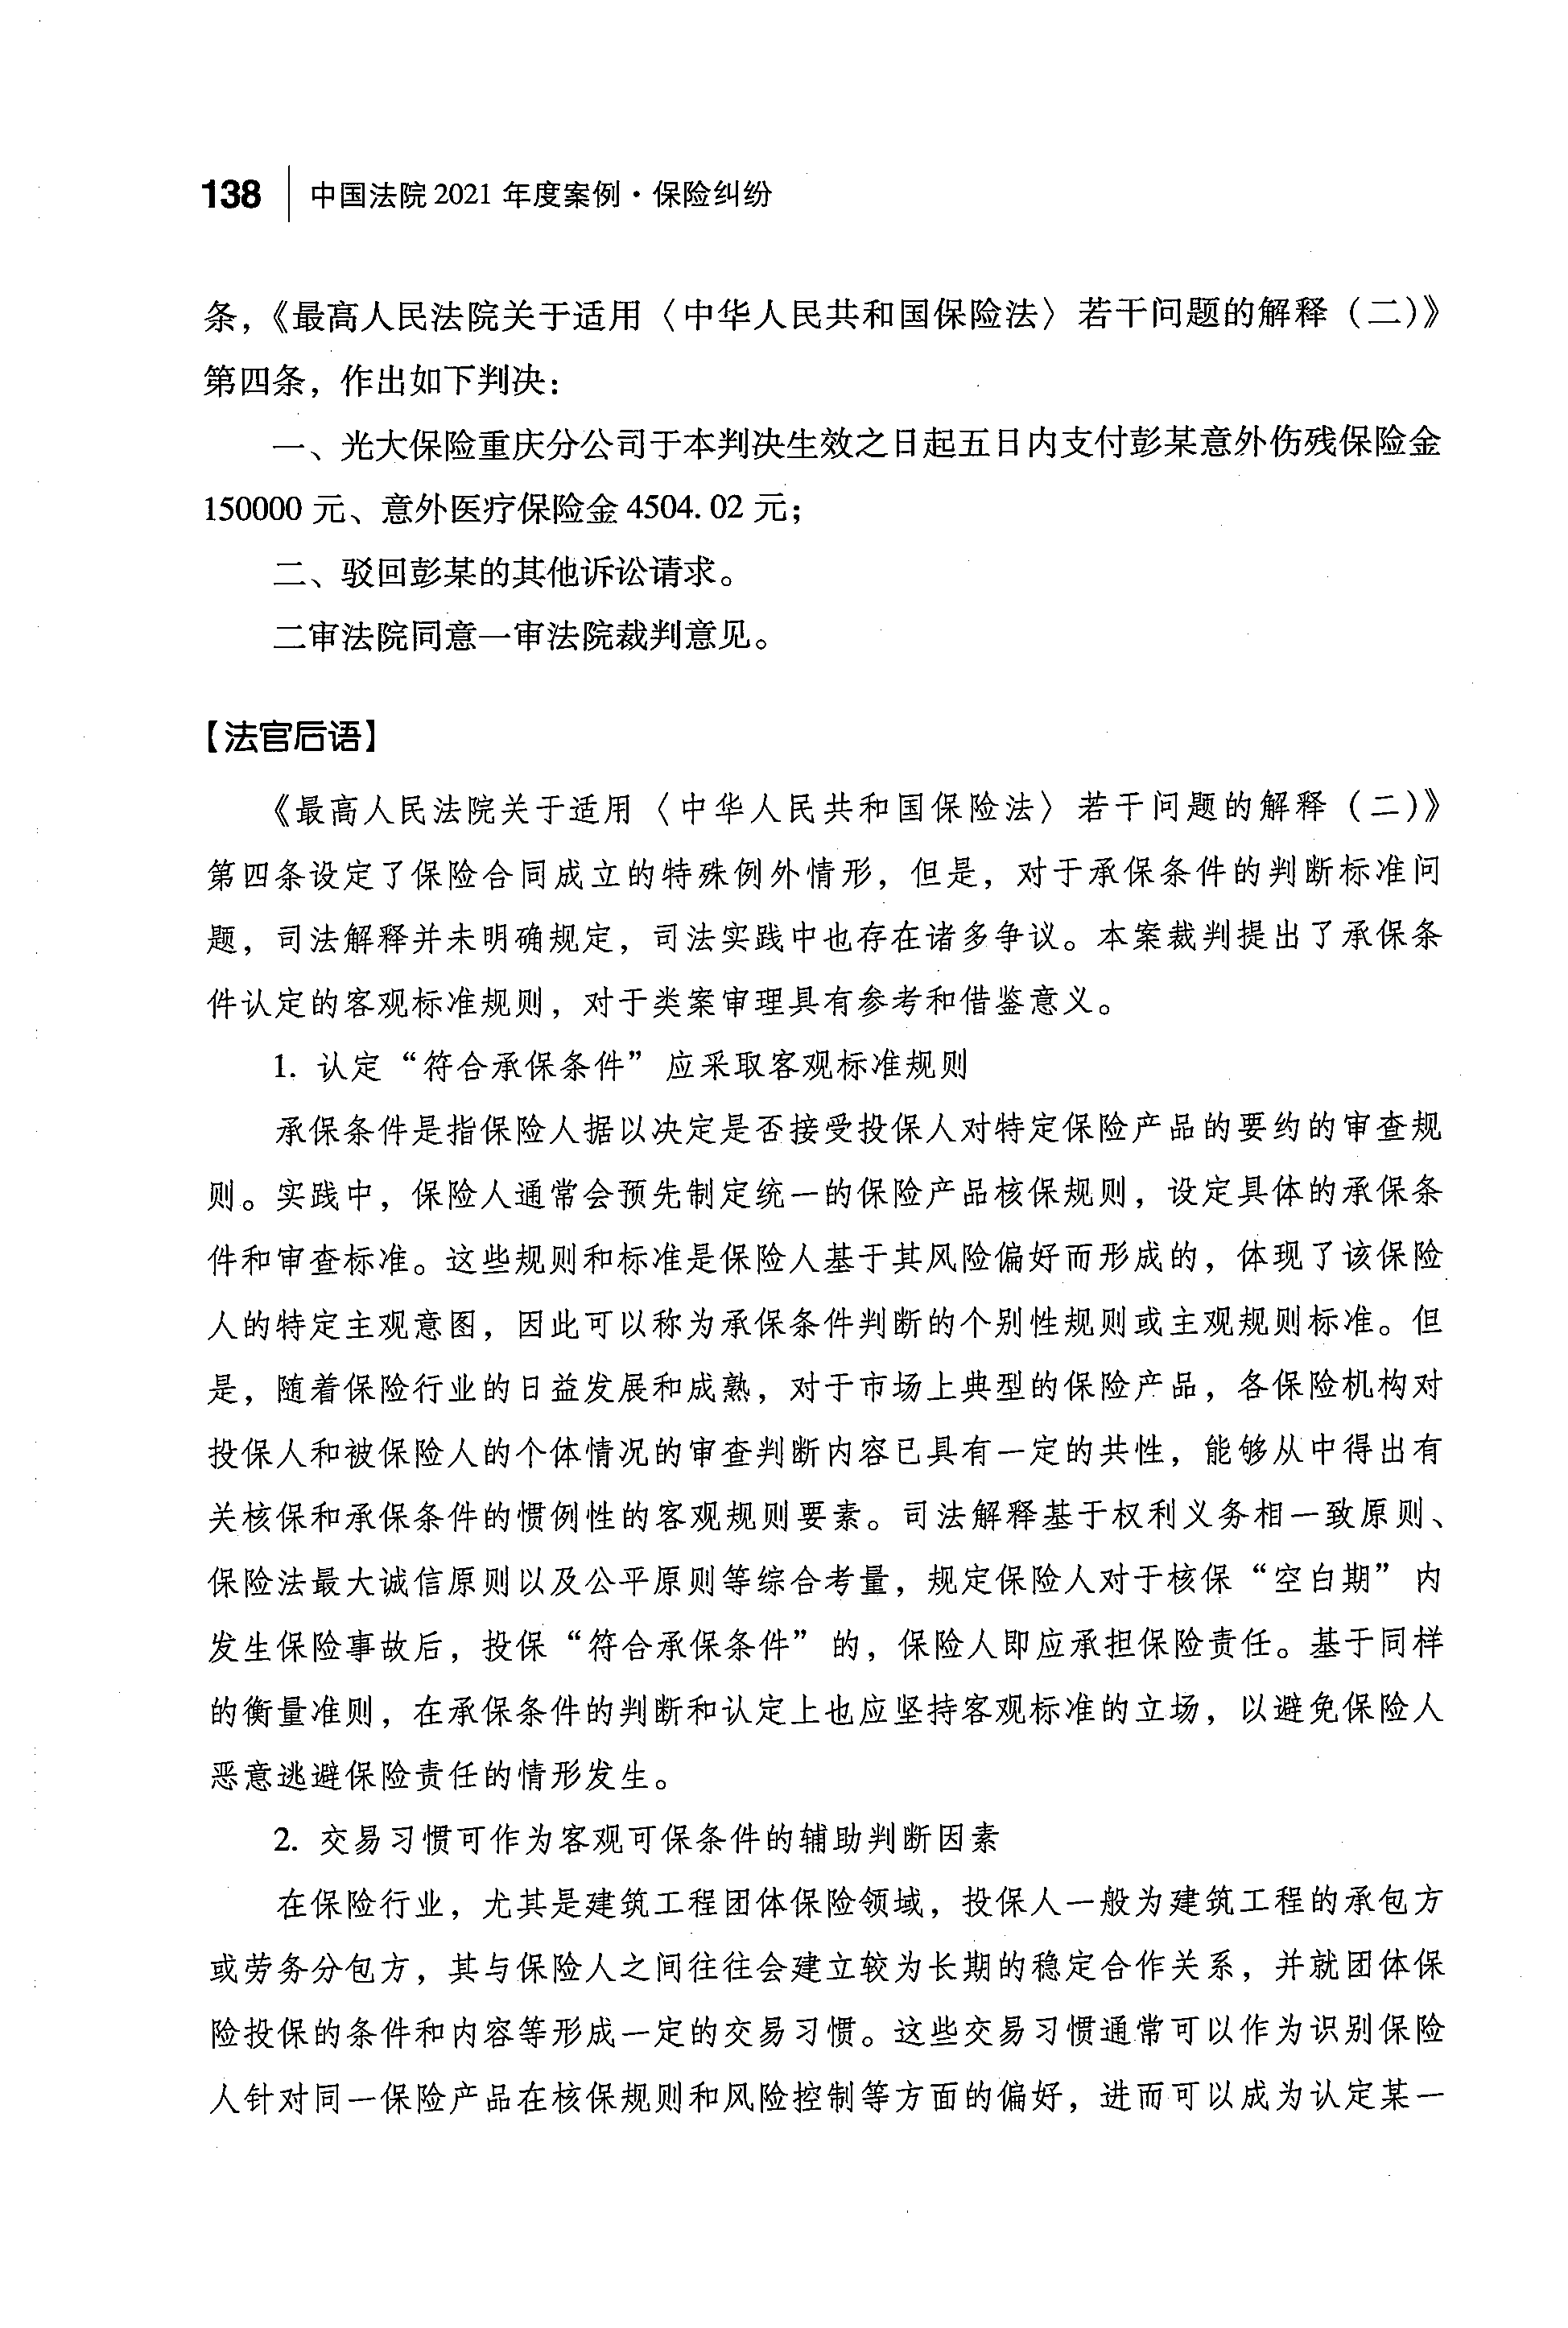 138 中国法院2021年度案例·保险纠纷
条，《最高人民法院关于适用〈中华人民共和国保险法〉若干问题的解释（二）》
第四条，作出如下判决：
一、光大保险重庆分公司于本判决生效之日起五日内支付彭某意外伤残保险金
150000元、意外医疗保险金4504.02元；
二、驳回彭某的其他诉讼请求。
二审法院同意一审法院裁判意见。
【法官后语】
《最高人民法院关于适用〈中华人民共和国保险法〉若干问题的解释（二）》
第四条设定了保险合同成立的特殊例外情形，但是，对于承保条件的判断标准问
题，司法解释并未明确规定，司法实践中也存在诸多争议。本案裁判提出了承保条
件认定的客观标准规则，对于类案审理具有参考和借鉴意义。
1. 认定“符合承保条件”应采取客观标准规则
承保条件是指保险人据以决定是否接受投保人对特定保险产品的要约的审查规
则。实践中，保险人通常会预先制定统一的保险产品核保规则，设定具体的承保条
件和审查标准。这些规则和标准是保险人基于其风险偏好而形成的，体现了该保险
人的特定主观意图，因此可以称为承保条件判断的个别性规则或主观规则标准。但
是，随着保险行业的日益发展和成熟，对于市场上典型的保险产品，各保险机构对
投保人和被保险人的个体情况的审查判断内容已具有一定的共性，能够从中得出有
关核保和承保条件的惯例性的客观规则要素。司法解释基于权利义务相一致原则、
保险法最大诚信原则以及公平原则等综合考量，规定保险人对于核保“空白期”内
发生保险事故后，投保“符合承保条件”的，保险人即应承担保险责任。基于同样
的衡量准则，在承保条件的判断和认定上也应坚持客观标准的立场，以避免保险人
恶意逃避保险责任的情形发生。
2. 交易习惯可作为客观可保条件的辅助判断因素
在保险行业，尤其是建筑工程团体保险领域，投保人一般为建筑工程的承包方
或劳务分包方，其与保险人之间往往会建立较为长期的稳定合作关系，并就团体保
险投保的条件和内容等形成一定的交易习惯。这些交易习惯通常可以作为识别保险
人针对同一保险产品在核保规则和风险控制等方面的偏好，进而可以成为认定某一